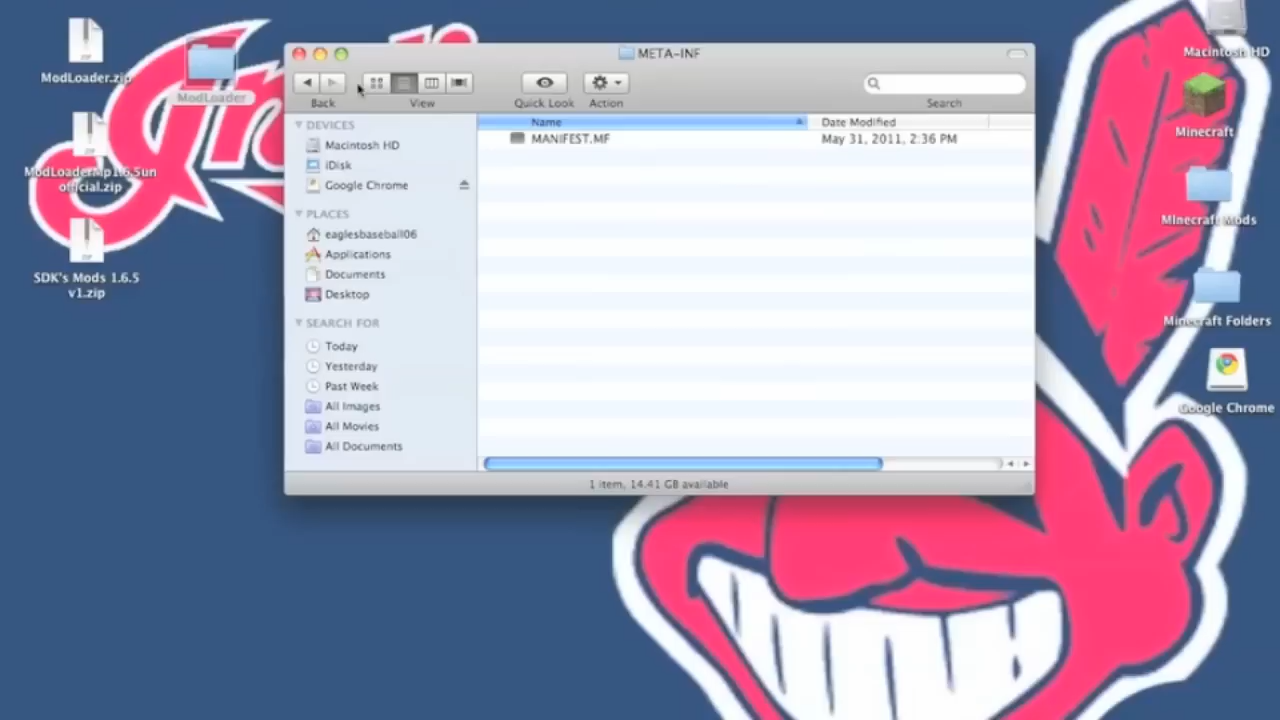 META-INF
Back
View
Quick Look
Action
Search
DEVICES
Macintosh HD
iDisk
Google Chrome
PLACES
eaglesbaseball06
Applications
Documents
Desktop
SEARCH FOR
Today
Yesterday
Past Week
All Images
All Movies
All Documents
Name
Date Modified
MANIFEST.MF
May 31, 2011, 2:36 PM
1 item, 14.41 GB available
ModLoader.zip
ModLoader
ModLoaderMp1.6.5un
official.zip
SDK's Mods 1.6.5
v1.zip
Macintosh HD
Minecraft
Minecraft Mods
Minecraft Folders
Google Chrome